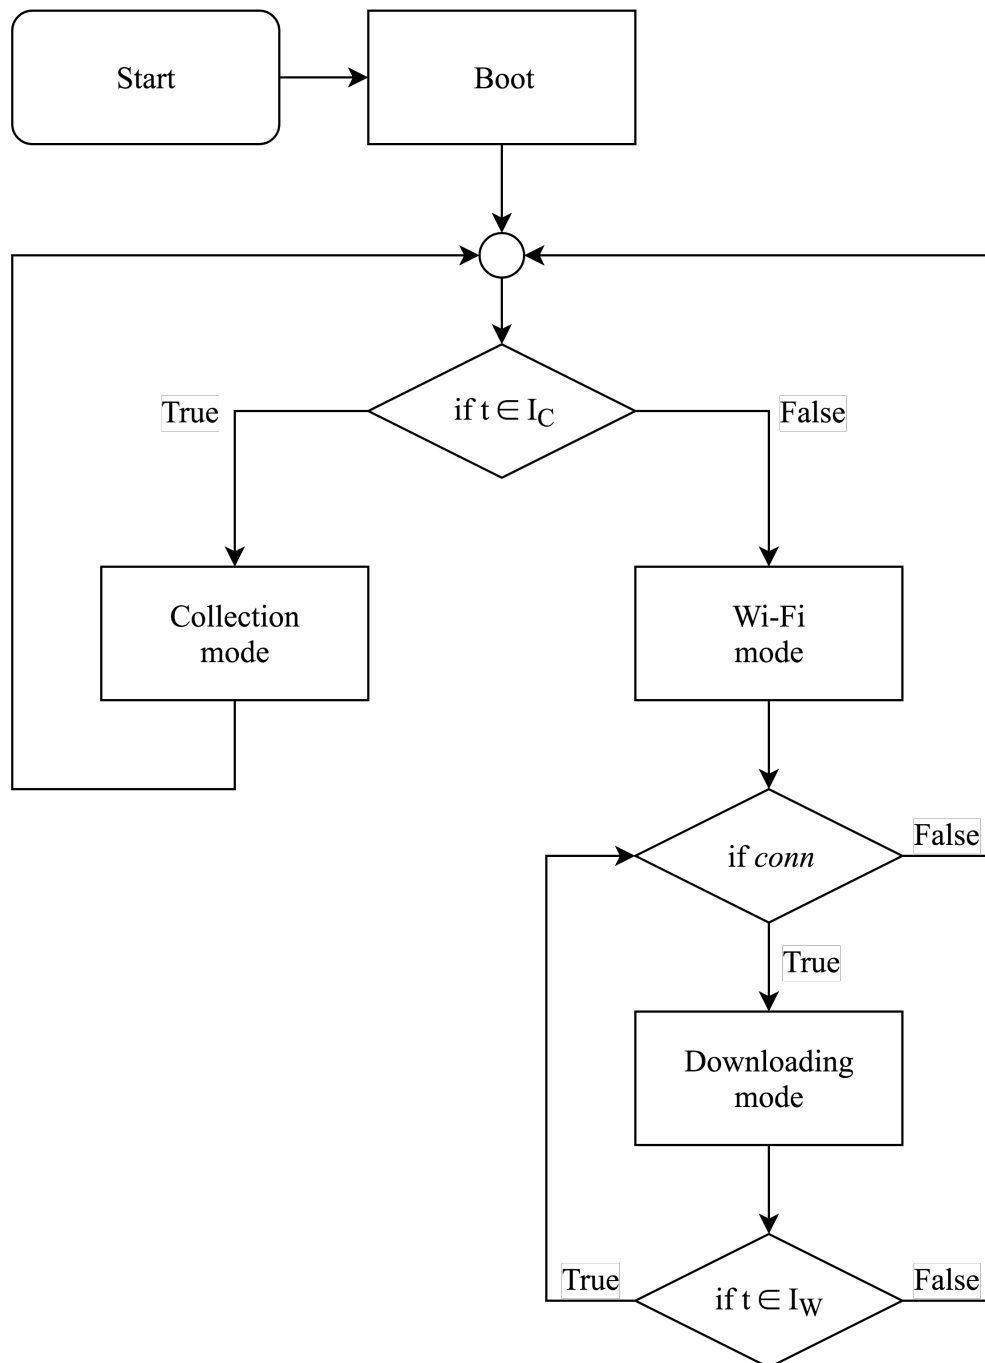 Start
Boot
if t ∈ I_C
True
False
Collection
mode
Wi-Fi
mode
if conn
False
True
Downloading
mode
if t ∈ I_W
True
False